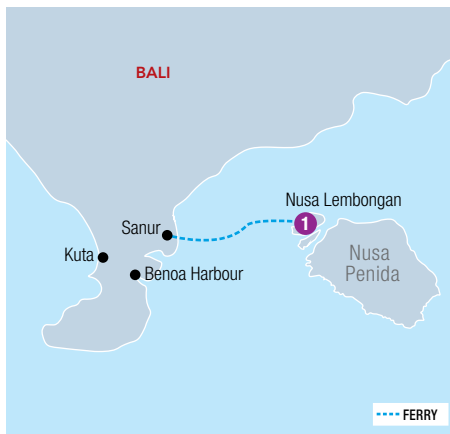 BALI
Nusa Lembongan
1
Sanur
Kuta
Nusa
Penida
Benoa Harbour
FERRY